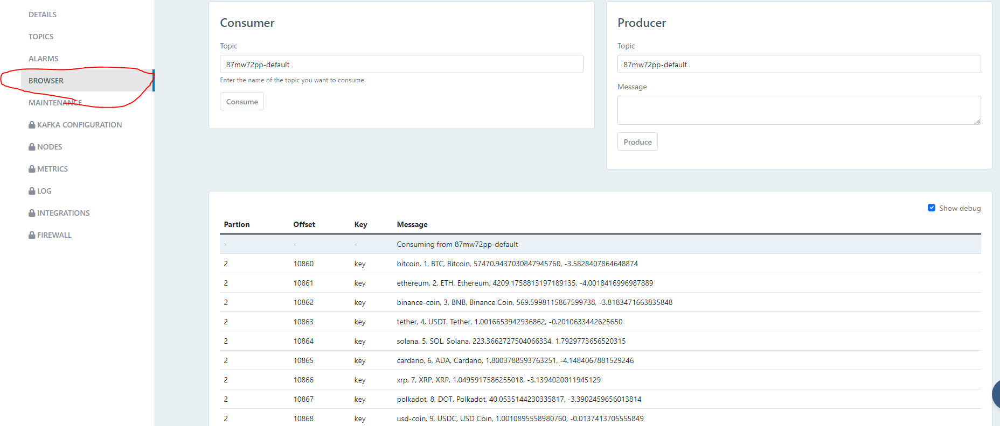 DETAILS
TOPICS
ALARMS
BROWSER
MAINTENANCE
KAFKA CONFIGURATION
NODES
METRICS
LOG
INTEGRATIONS
FIREWALL
Consumer
Topic
87mw72pp-default
Enter the name of the topic you want to consume.
Consume
Producer
Topic
87mw72pp-default
Message
Produce
Show debug
Partion Offset Key Message
- - - Consuming from 87mw72pp-default
2 10860 key bitcoin, 1, BTC, Bitcoin, 57470.9437030847945760, -3.5828407864648874
2 10861 key ethereum, 2, ETH, Ethereum, 4209.1758813197189135, -4.0018416996987889
2 10862 key binance-coin, 3, BNB, Binance Coin, 569.5998115867599738, -3.8183471663835848
2 10863 key tether, 4, USDT, Tether, 1.0016653942936862, -0.2010633442625650
2 10864 key solana, 5, SOL, Solana, 223.3662727504066334, 1.7929773656520315
2 10865 key cardano, 6, ADA, Cardano, 1.8003788593763251, -4.1484067881529246
2 10866 key xrp, 7, XRP, XRP, 1.0495917586255018, -3.1394020011945129
2 10867 key polkadot, 8, DOT, Polkadot, 40.0535144230335817, -3.3902459656013814
2 10868 key usd-coin, 9, USDC, USD Coin, 1.0010895558980760, -0.0137413705555849